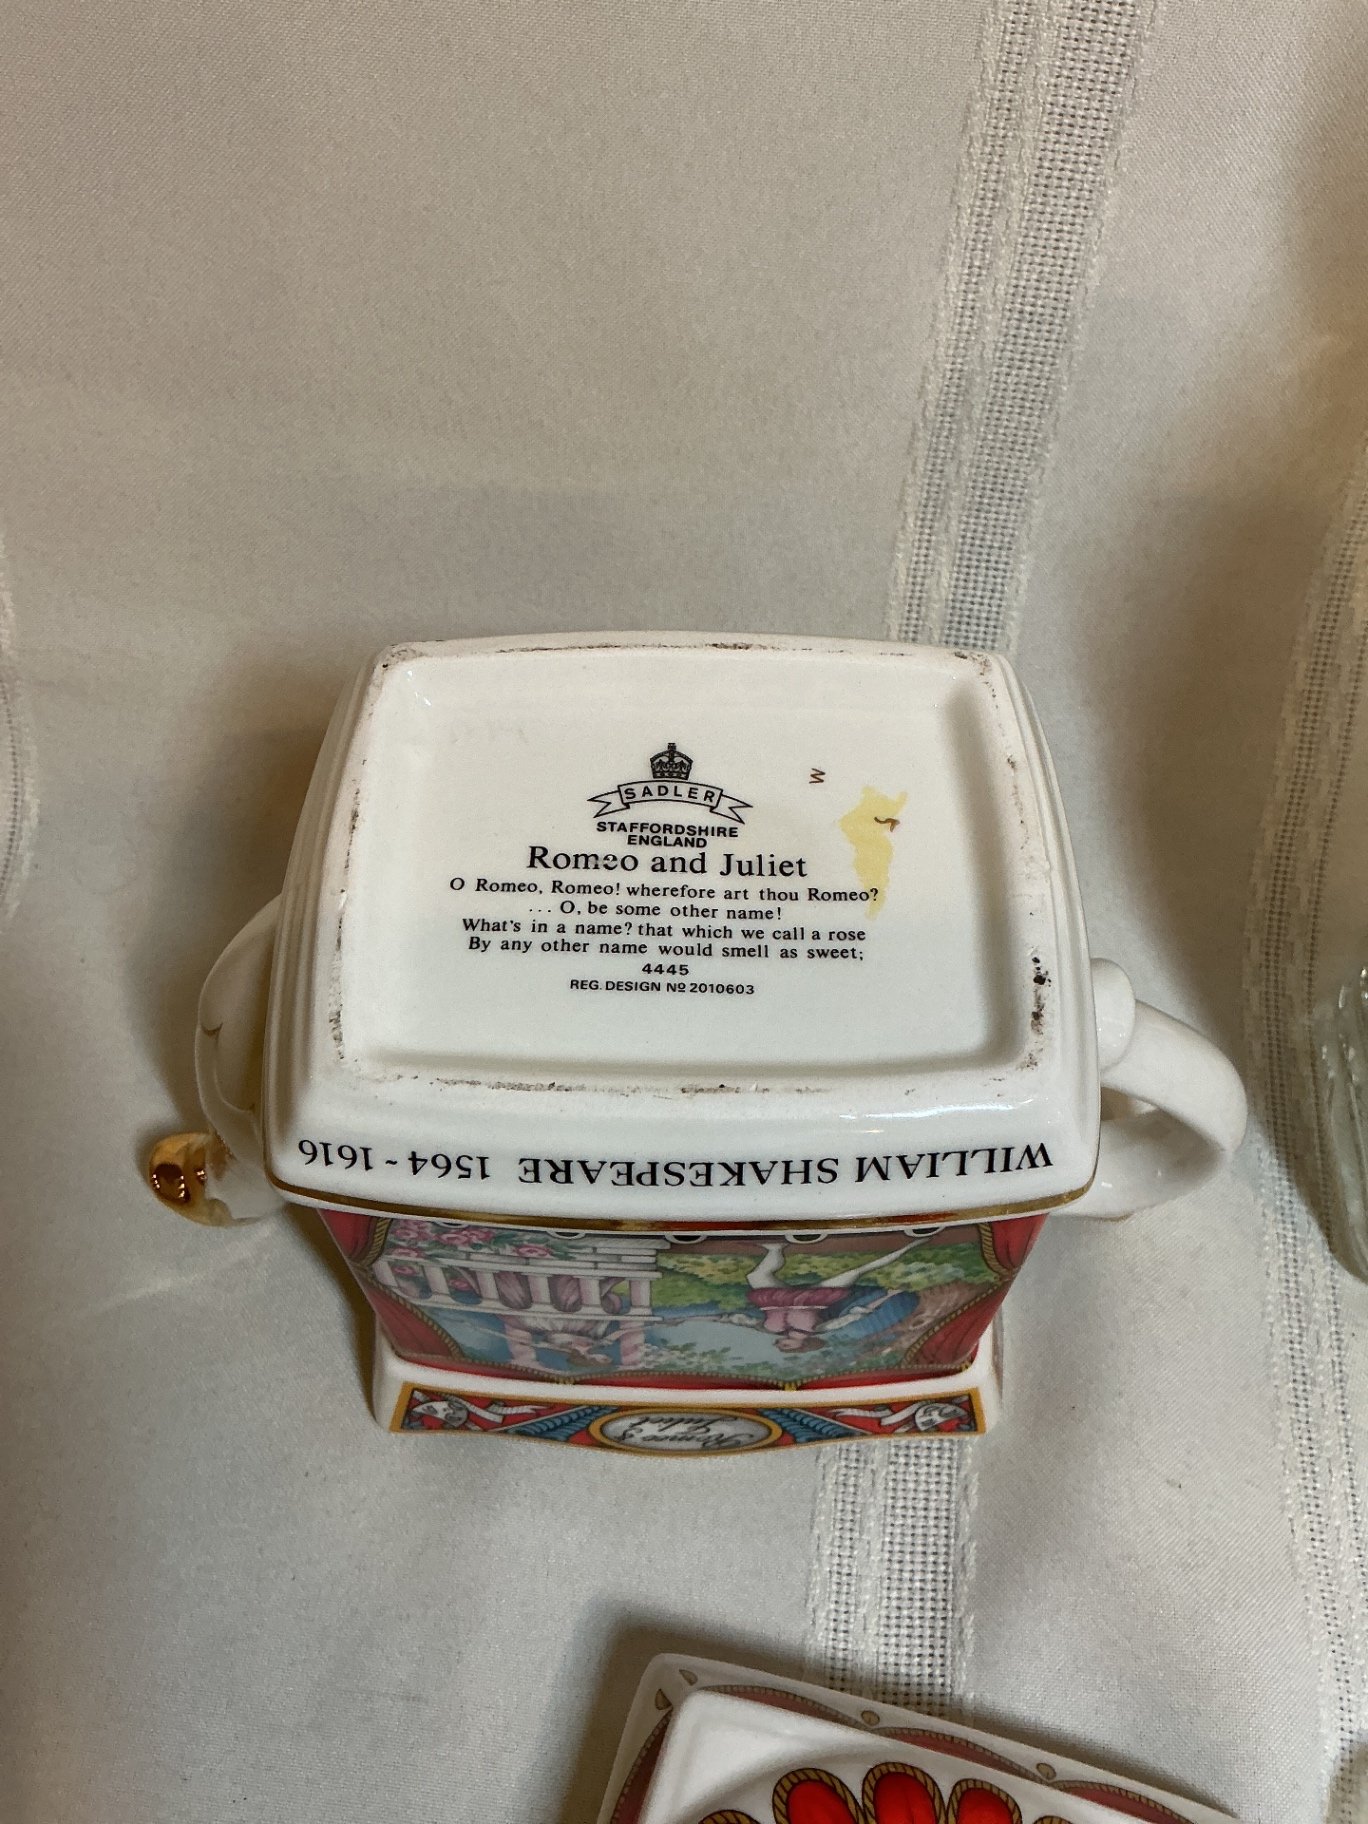 SADLER
STAFFORDSHIRE
ENGLAND
Romeo and Juliet
O Romeo, Romeo! wherefore art thou Romeo?
... O, be some other name!
What's in a name? that which we call a rose
By any other name would smell as sweet;
4445
REG. DESIGN Nº 2010603
WILLIAM SHAKESPEARE 1564~1616
Romeo &
Juliet